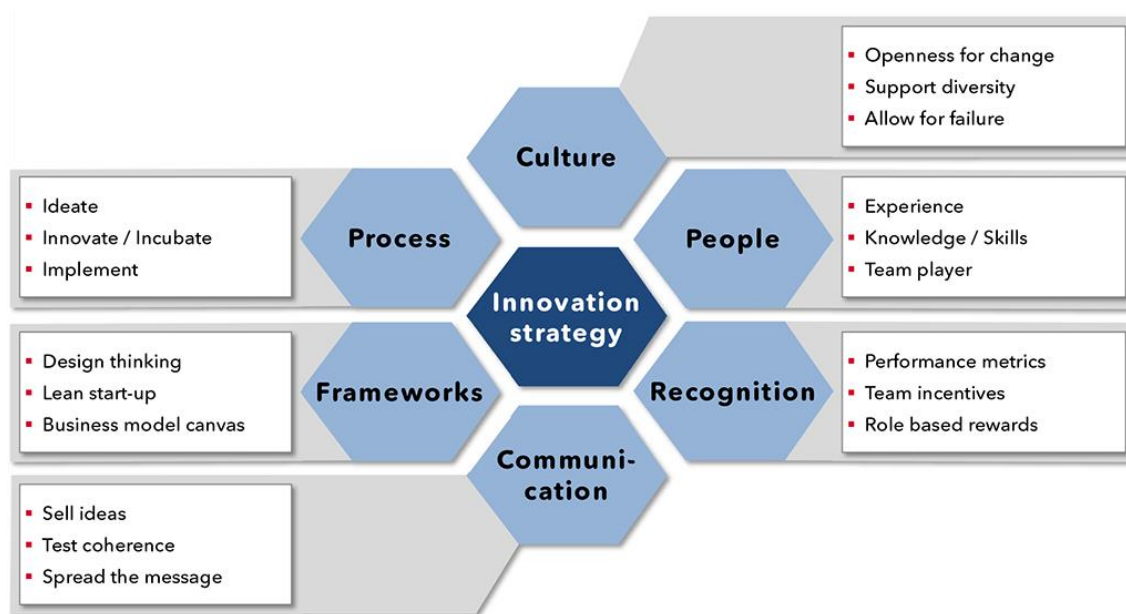 Openness for change
Support diversity
Allow for failure
Culture
Ideate
Innovate / Incubate
Implement
Process
People
Experience
Knowledge / Skills
Team player
Innovation
strategy
Design thinking
Lean start-up
Business model canvas
Frameworks
Recognition
Performance metrics
Team incentives
Role based rewards
Communi-
cation
Sell ideas
Test coherence
Spread the message